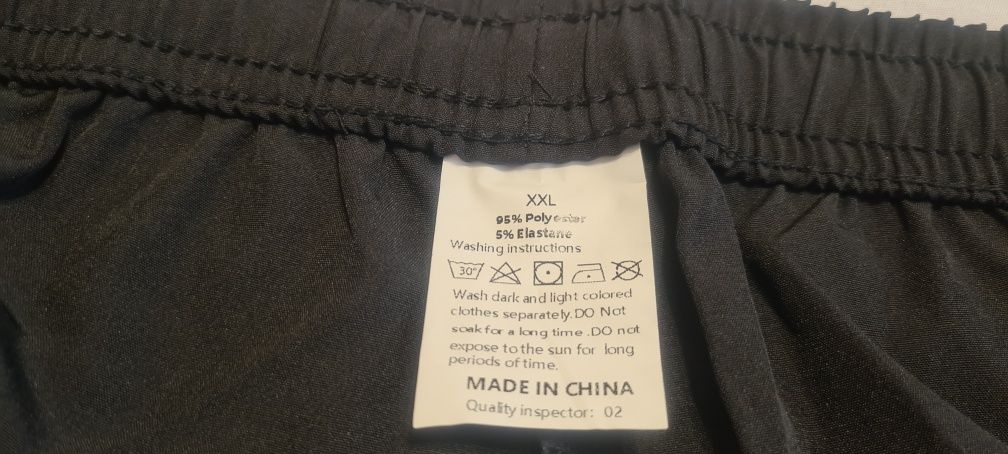 XXL
95% Polyester
5% Elastane
Washing instructions
30°
Wash dark and light colored
clothes separately.DO Not
soak for a long time .DO not
expose to the sun for long
periods of time.
MADE IN CHINA
Quality inspector: 02